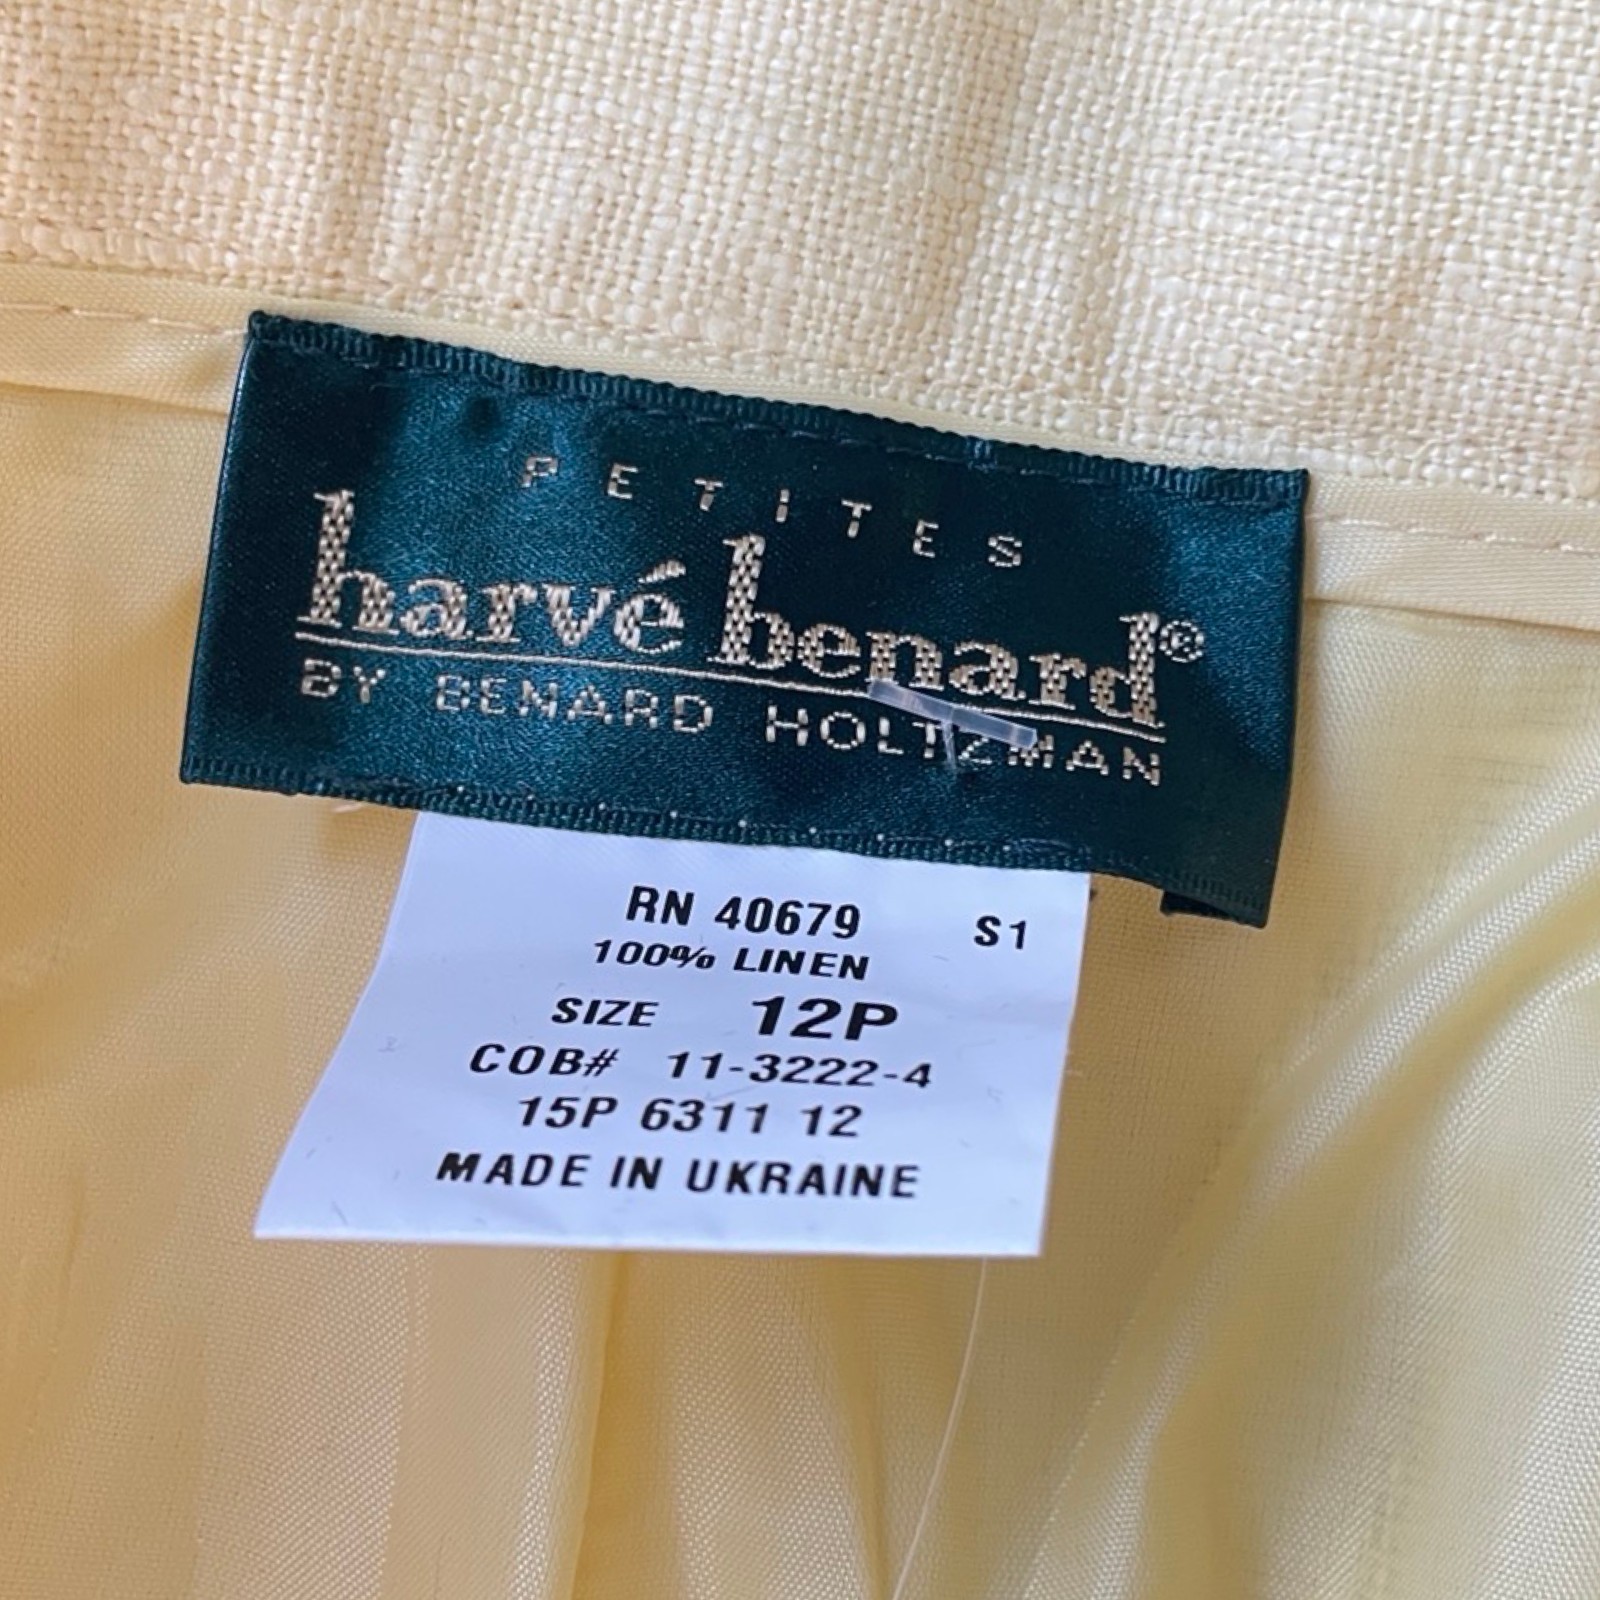 PETITES
harvé benard®
BY BENARD HOLTZMAN
RN 40679 S1
100% LINEN
SIZE 12P
COB# 11-3222-4
15P 6311 12
MADE IN UKRAINE